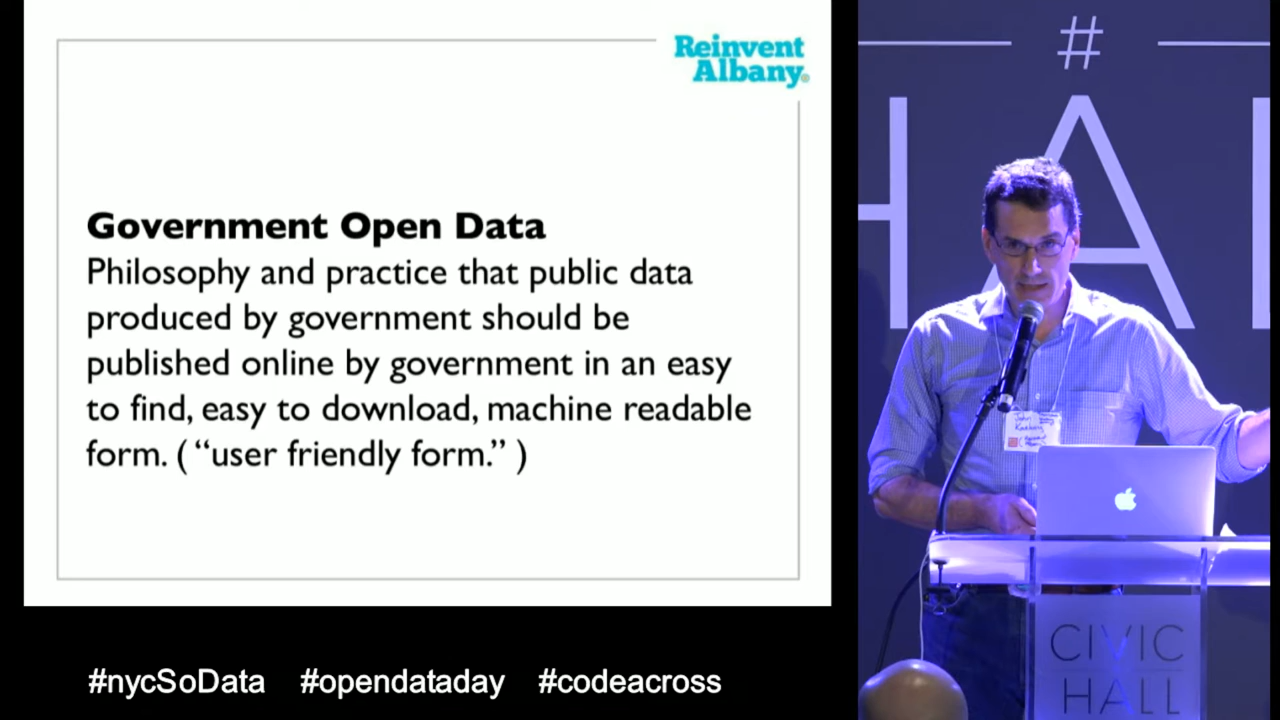 Reinvent
Albany
Government Open Data
Philosophy and practice that public data
produced by government should be
published online by government in an easy
to find, easy to download, machine readable
form. ( “user friendly form.” )
#nycSoData #opendataday #codeacross
#
HA
John
CIVIC
HALL